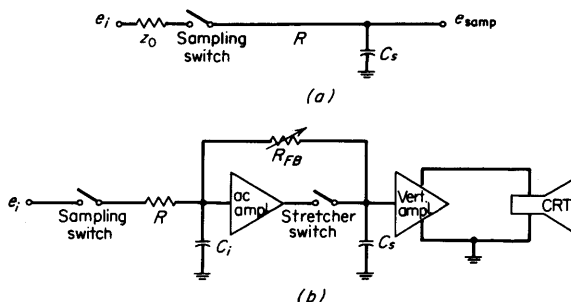 e_i
z_0
Sampling
switch
R
C_s
e_samp
(a)
R_FB
e_i
Sampling
switch
R
C_i
ac
ampl
Stretcher
switch
C_s
Vert
ampl
CRT
(b)